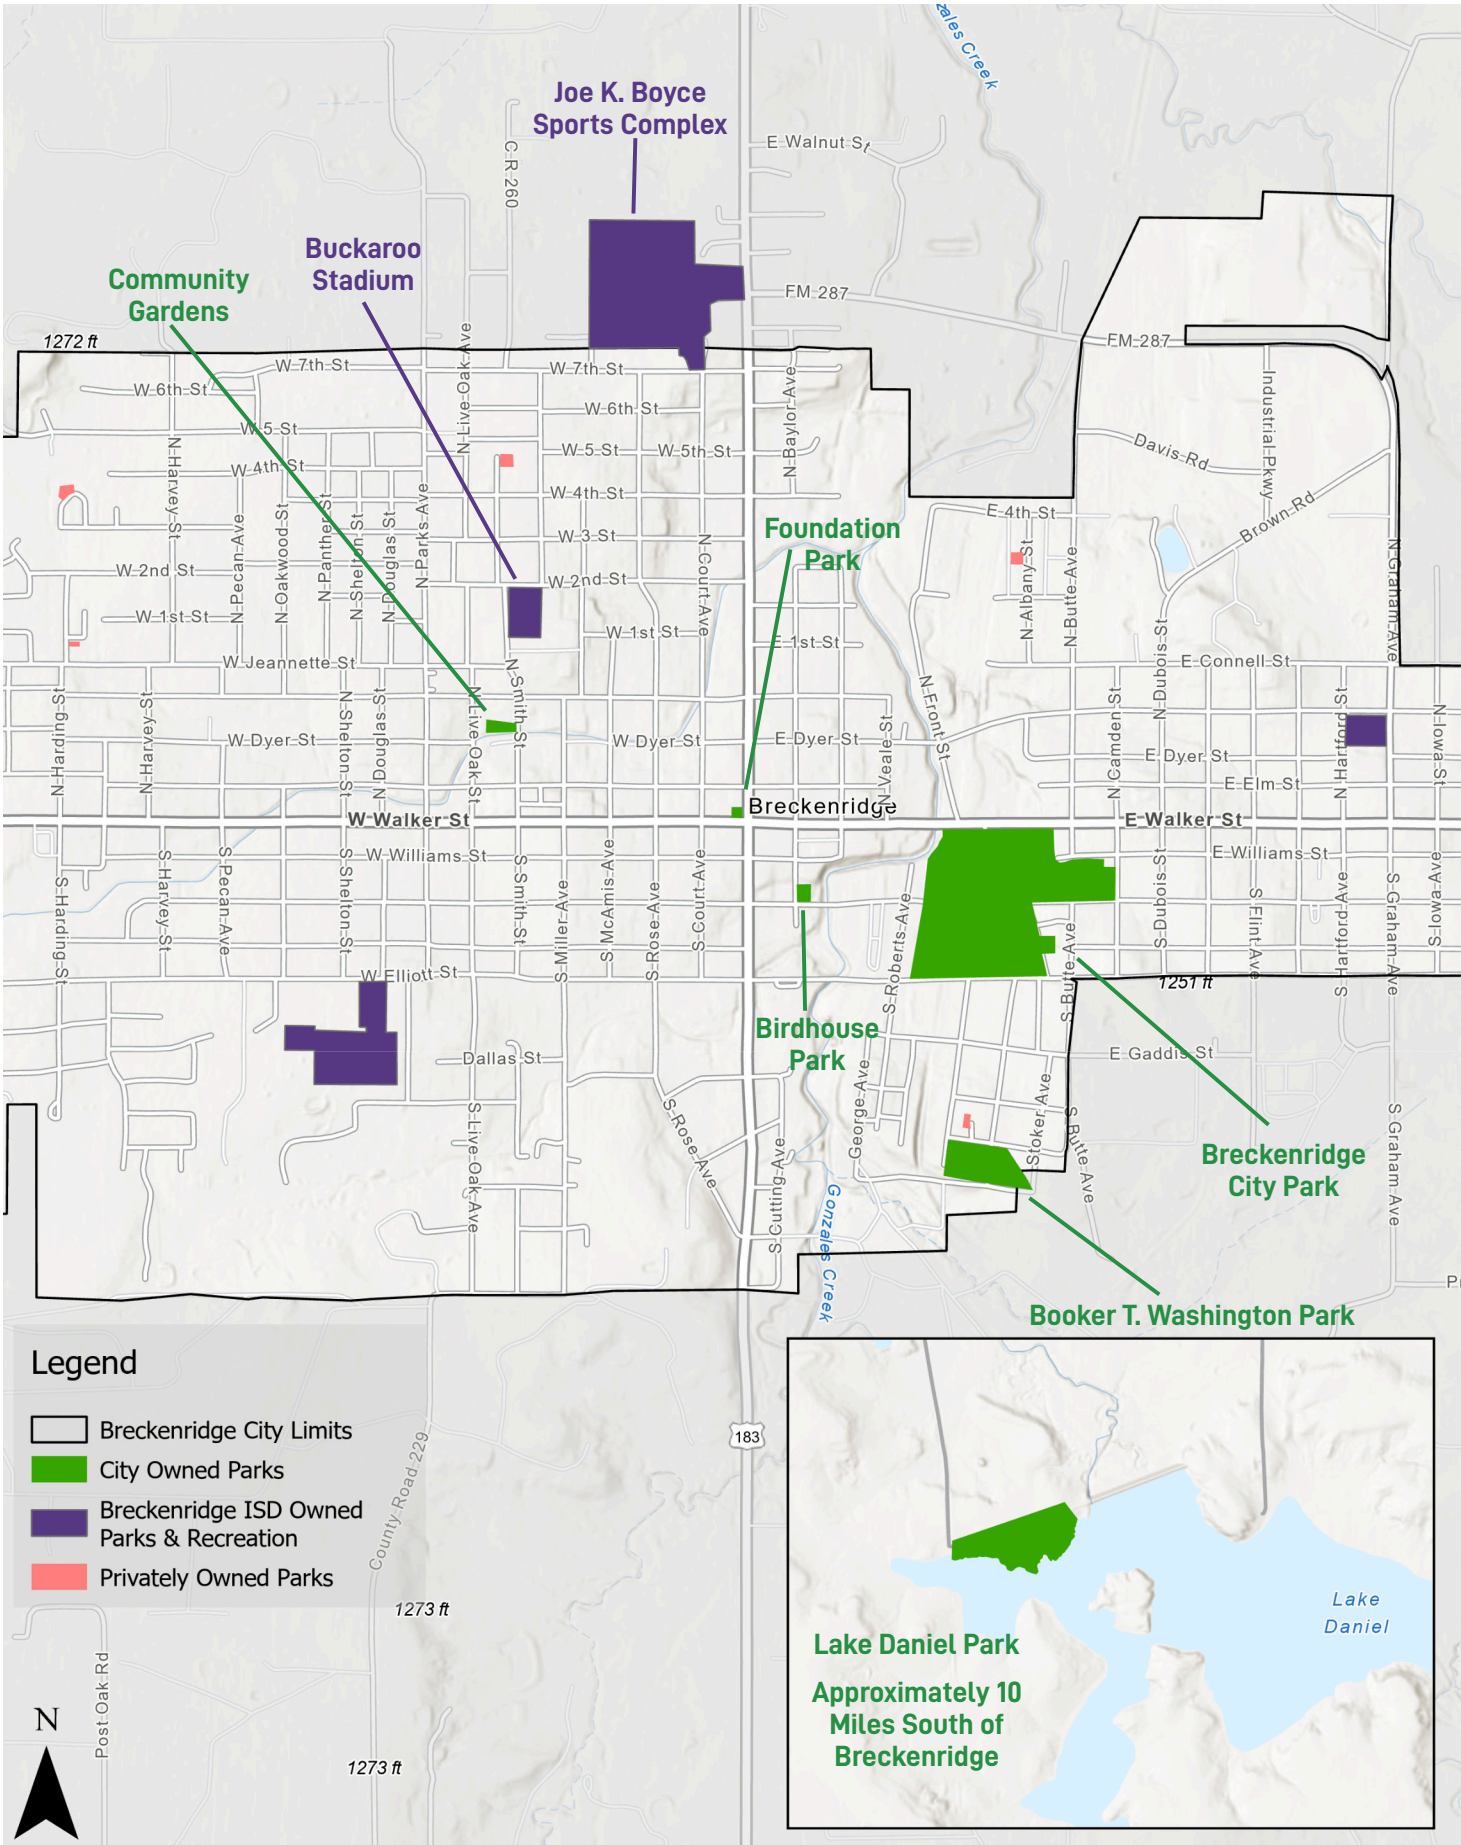 zales Creek
Joe K. Boyce
Sports Complex
E Walnut St
C R 260
Buckaroo
Stadium
Community
Gardens
FM 287
FM 287
1272 ft
W 7th St
W 7th St
W 6th St
W 6th St
N Live Oak Ave
N Baylor Ave
Industrial Pkwy
Davis Rd
W 5 St
W 5 St
W 5th St
N Harvey St
W 4th St
W 4th St
Brown Rd
E 4th St
Foundation
Park
W 3 St
N Pecan Ave
N Oakwood St
N Panther St
N Shelton St
N Douglas St
N Parks Ave
N Court Ave
N Albany St
N Butte Ave
N Graham Ave
W 2nd St
W 2nd St
W 1st St
W 1st St
E 1st St
N Dubois St
W Jeannette St
E Connell St
N Smith St
N Front St
N Harding St
N Harvey St
N Shelton St
N Douglas St
N Live Oak St
N Veale St
N Camden St
N Hartford St
N Iowa St
W Dyer St
W Dyer St
E Dyer St
E Dyer St
E Elm St
Breckenridge
W Walker St
E Walker St
W Williams St
E Williams St
S Harding St
S Harvey St
S Pecan Ave
S Shelton St
S Smith St
S Miller Ave
S McAmis Ave
S Rose Ave
S Court Ave
S Roberts Ave
S Butte Ave
S Dubois St
S Flint Ave
S Hartford Ave
S Graham Ave
S Iowa Ave
W Elliott St
1251 ft
Birdhouse
Park
Dallas St
E Gaddis St
George Ave
Stoker Ave
S Butte Ave
S Rose Ave
S Live Oak Ave
S Cutting Ave
S Graham Ave
Breckenridge
City Park
Gonzales Creek
Booker T. Washington Park
Legend
Breckenridge City Limits
City Owned Parks
Breckenridge ISD Owned
Parks & Recreation
Privately Owned Parks
183
County Road 229
1273 ft
Post Oak Rd
N
1273 ft
Lake
Daniel
Lake Daniel Park
Approximately 10
Miles South of
Breckenridge